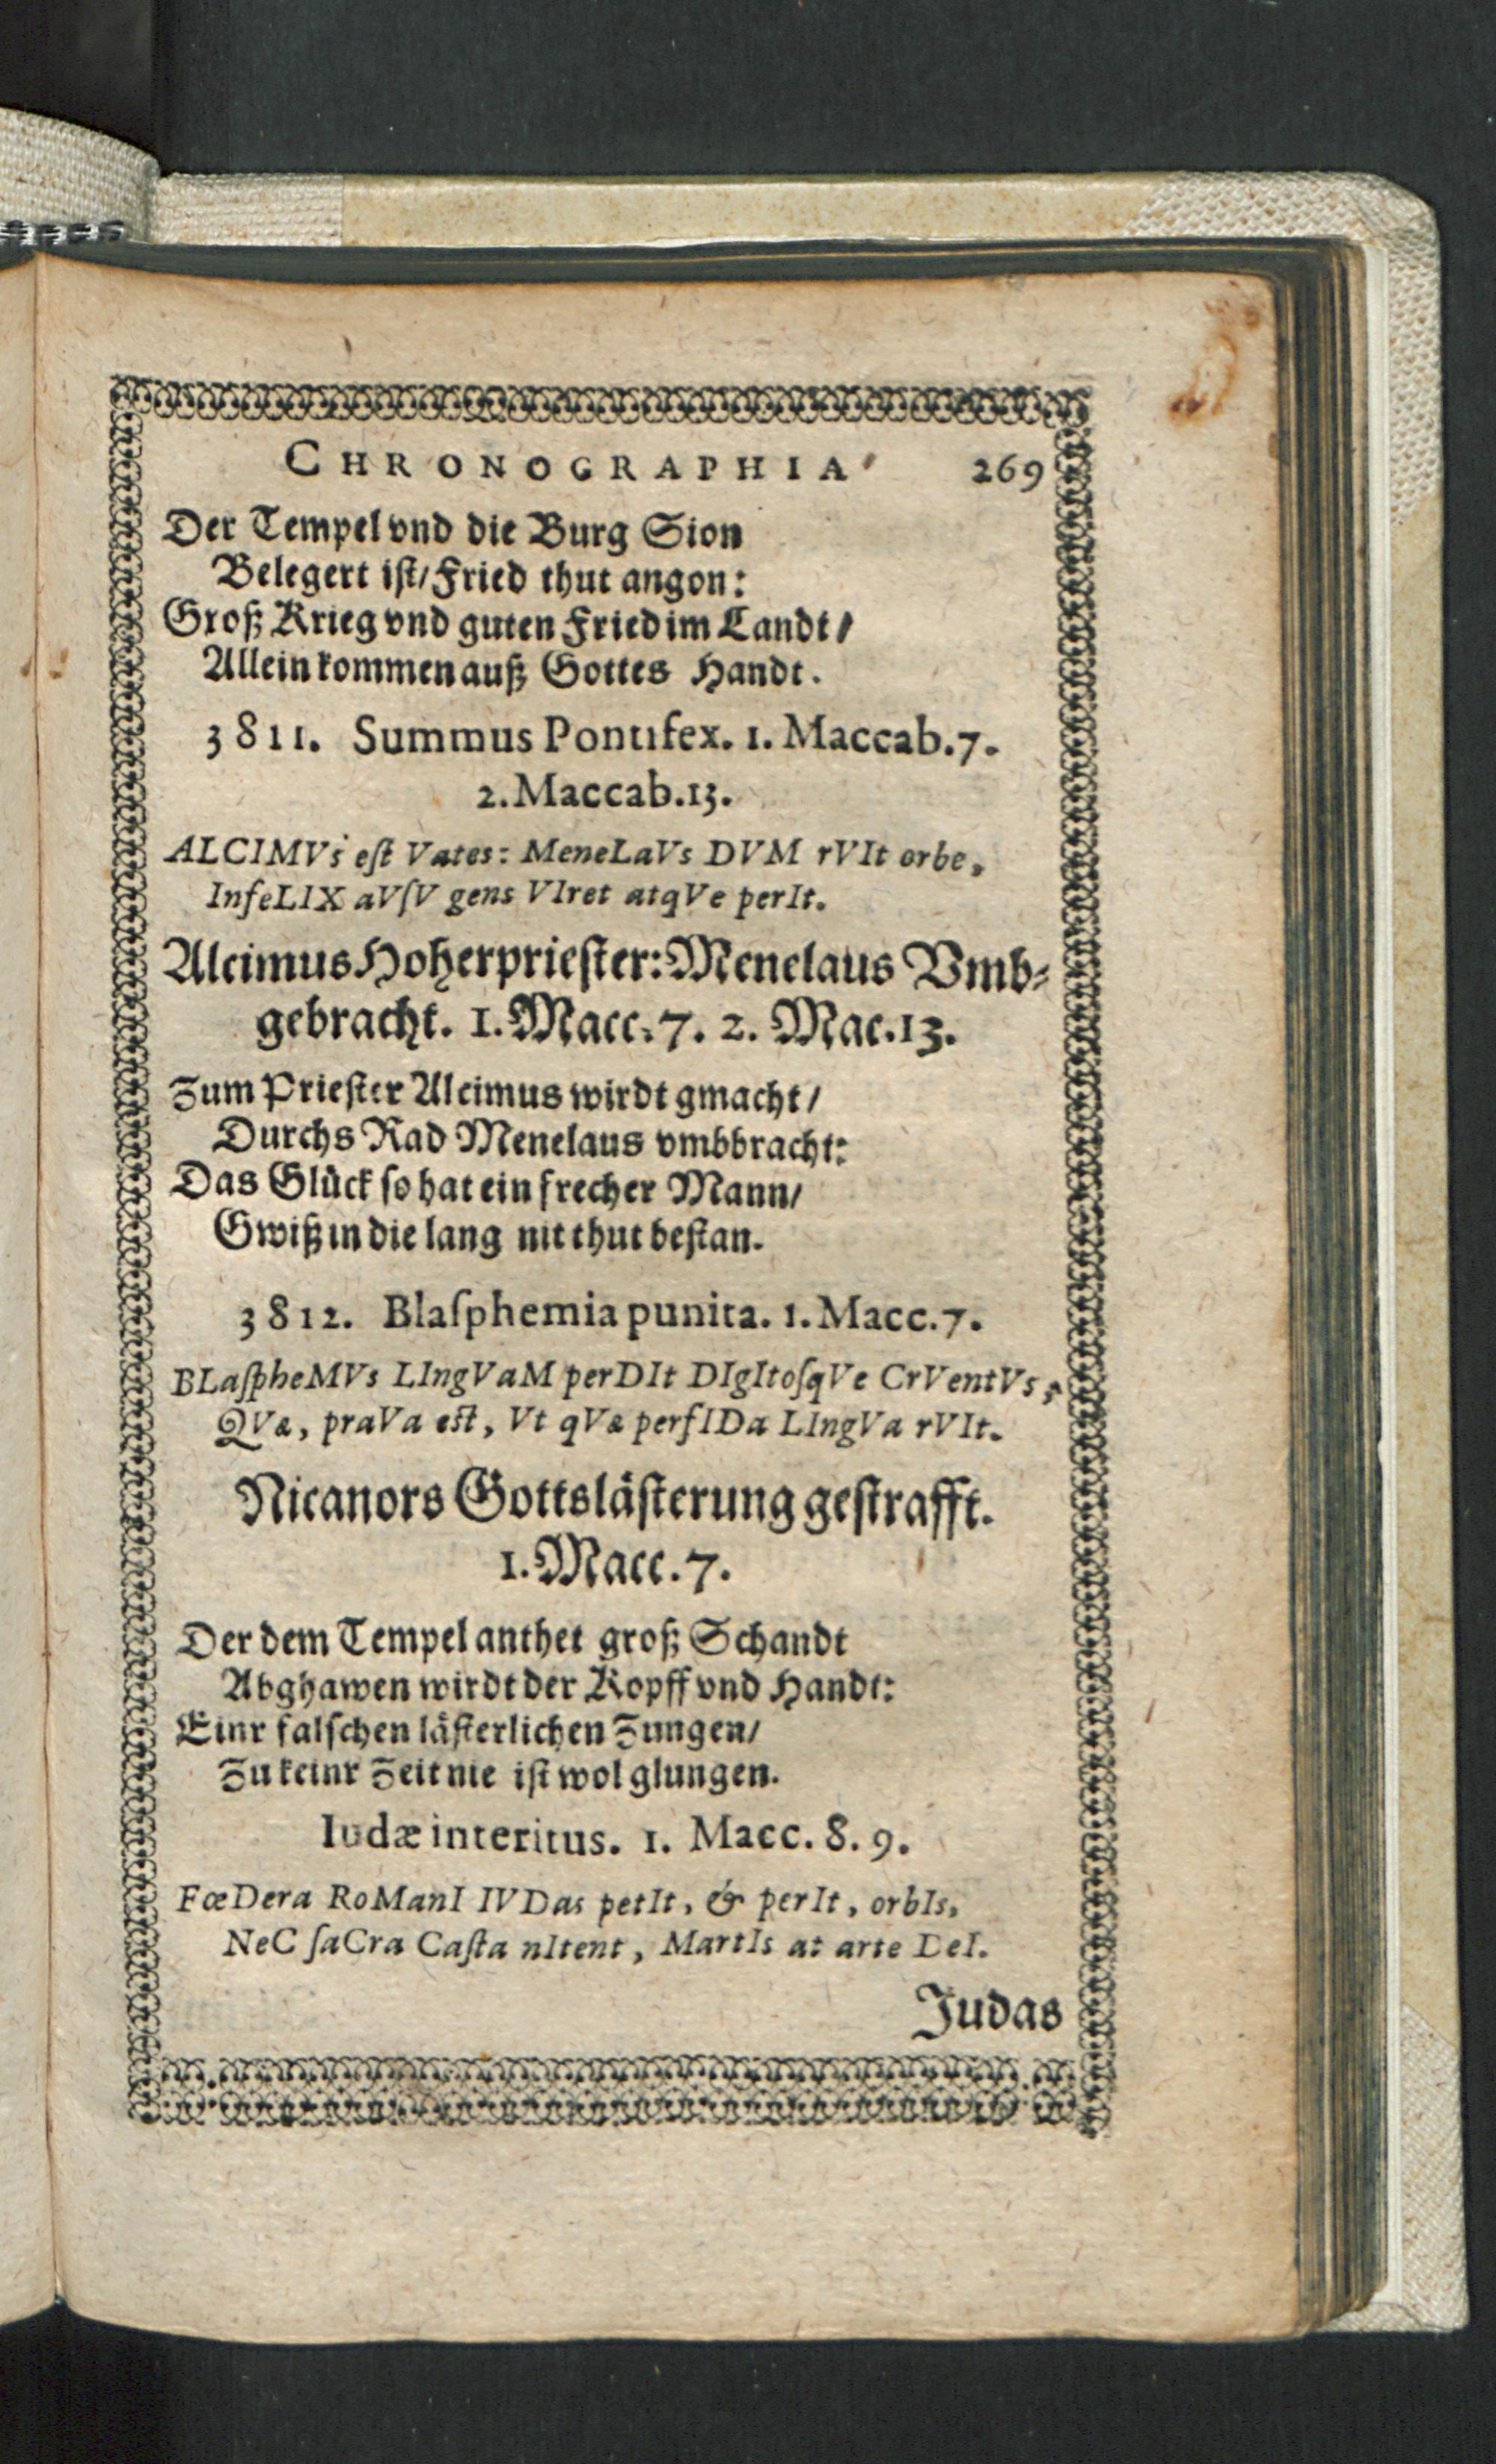 CHRONOGRAPHIA 269
Der Tempel vnd die Burg Sion
Belegert iſt/ Fried thut angon:
Groß Krieg vnd guten Fried im Landt/
Allein kommen auß Gottes Handt.
3811. Summus Pontifex. 1. Maccab.7.
2. Maccab.13.
ALCIMVs eſt Vates: MeneLaVs DVM rVIt orbe,
InfeLIX aVſV gens VIret atqVe perIt.
Alcimus Hoherprieſter: Menelaus Vmb⸗
gebracht. 1. Macc. 7. 2. Mac. 13.
Zum Prieſter Alcimus wirdt gmacht/
Durchs Rad Menelaus vmbbracht:
Das Glück ſo hat ein frecher Mann/
Gwiß in die lang nit thut beſtan.
3812. Blaſphemia punita. 1. Macc. 7.
BLaſpheMVs LIngVaM perDIt DIgItoſqVe CrVentVs,
QVæ, praVa eſt, Vt qVæ perfIDa LIngVa rVIt.
Nicanors Gottsläſterung geſtrafft.
1. Macc. 7.
Der dem Tempel anthet groß Schandt
Abghawen wirdt der Kopff vnd Handt:
Einr falſchen läſterlichen Zungen/
Zu keinr Zeit nie iſt wol glungen.
Iudæ interitus. 1. Macc. 8. 9.
FœDera RoManI IVDas petIt, & perIt, orbIs,
NeC ſaCra Caſta nItent, MartIs at arte DeI.
Judas